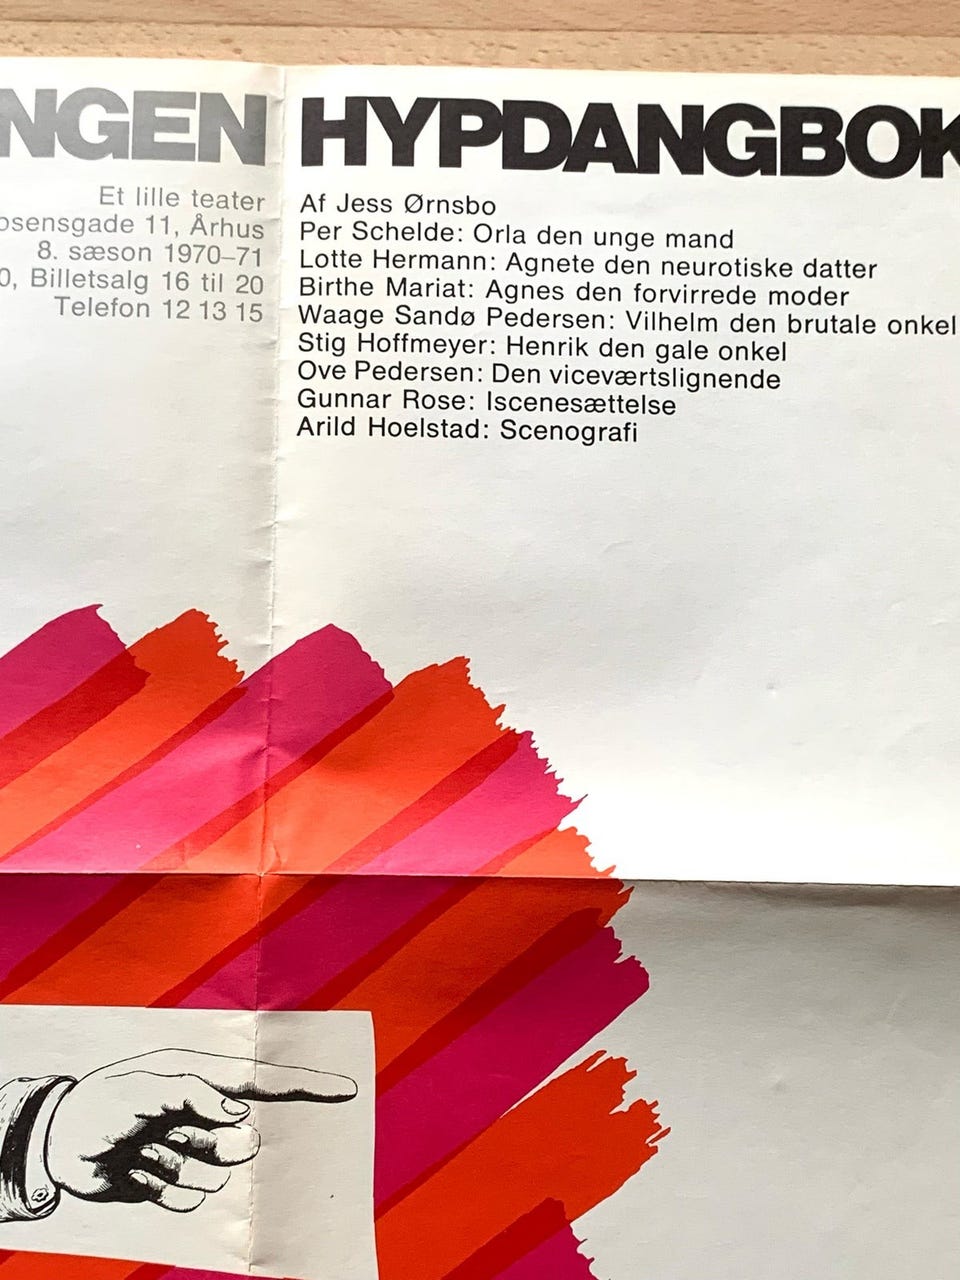 NGEN
Et lille teater
osensgade 11, Århus
8. sæson 1970–71
0, Billetsalg 16 til 20
Telefon 12 13 15
HYPDANGBOK
Af Jess Ørnsbo
Per Schelde: Orla den unge mand
Lotte Hermann: Agnete den neurotiske datter
Birthe Mariat: Agnes den forvirrede moder
Waage Sandø Pedersen: Vilhelm den brutale onkel
Stig Hoffmeyer: Henrik den gale onkel
Ove Pedersen: Den viceværtslignende
Gunnar Rose: Iscenesættelse
Arild Hoelstad: Scenografi